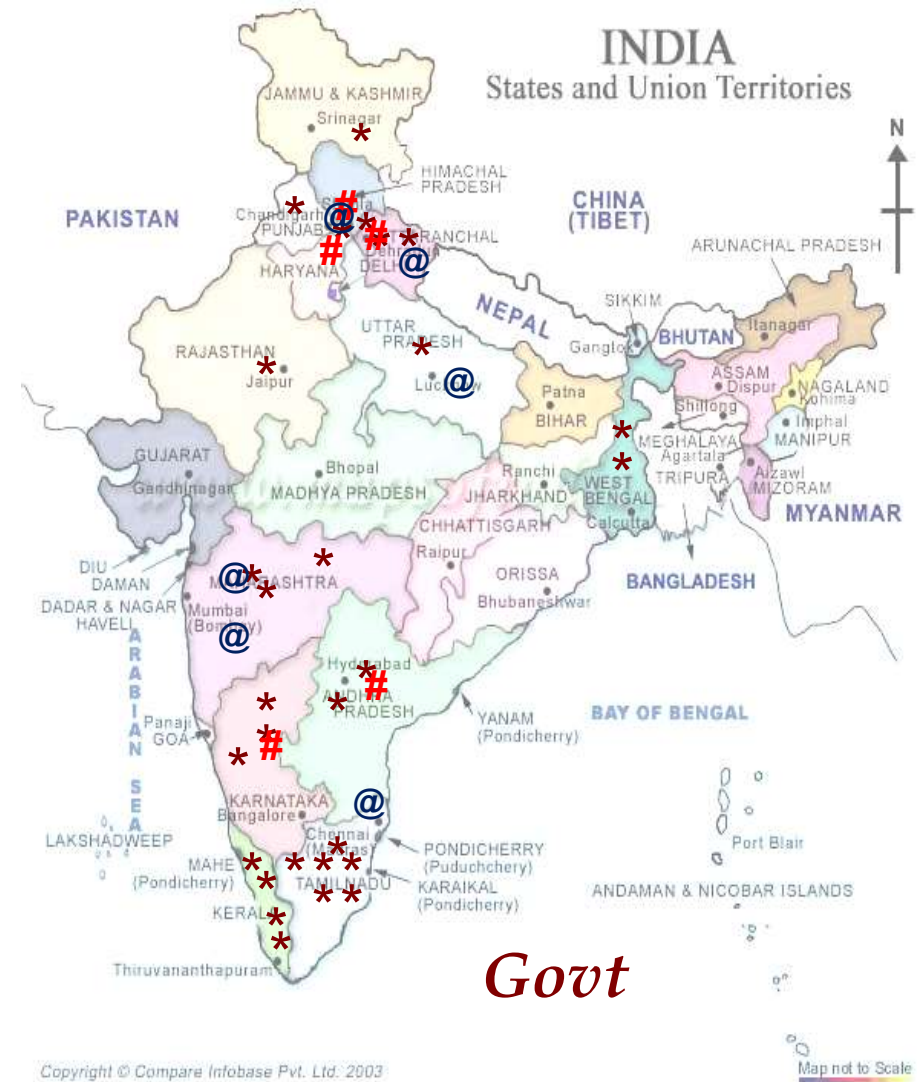 INDIA
States and Union Territories
JAMMU & KASHMIR
Srinagar
*
N
HIMACHAL
PRADESH
CHINA
(TIBET)
PAKISTAN
*
#
@
Chandigarh
PUNJAB
*
#
*
@
#
HARYANA
DELHI
ARUNACHAL PRADESH
NEPAL
SIKKIM
BHUTAN
Itanagar
Gangtok
UTTAR
PRADESH
*
RAJASTHAN
*
Jaipur
@
ASSAM
Dispur
NAGALAND
Kohima
Patna
BIHAR
Shillong
Imphal
MANIPUR
MEGHALAYA
Agartala
TRIPURA
Aizawl
MIZORAM
GUJARAT
Gandhinagar
Bhopal
MADHYA PRADESH
Ranchi
JHARKHAND
*
*
WEST
BENGAL
Calcutta
MYANMAR
CHHATTISGARH
Raipur
ORISSA
Bhubaneshwar
BANGLADESH
DIU
DAMAN
DADAR & NAGAR
HAVELI
@
*
*
*
Mumbai
(Bombay)
@
ARABIAN SEA
Hyderabad
*
#
*
ANDHRA
PRADESH
YANAM
(Pondicherry)
BAY OF BENGAL
Panaji
GOA
*
*
#
*
KARNATAKA
Bangalore
@
Chennai
(Madras)
LAKSHADWEEP
MAHE
(Pondicherry)
PONDICHERRY
(Puduchchery)
KARAIKAL
(Pondicherry)
Port Blair
ANDAMAN & NICOBAR ISLANDS
* * * * * *
TAMILNADU
* *
* *
Thiruvananthapuram
Govt
Copyright © Compare Infobase Pvt. Ltd. 2003
Map not to Scale